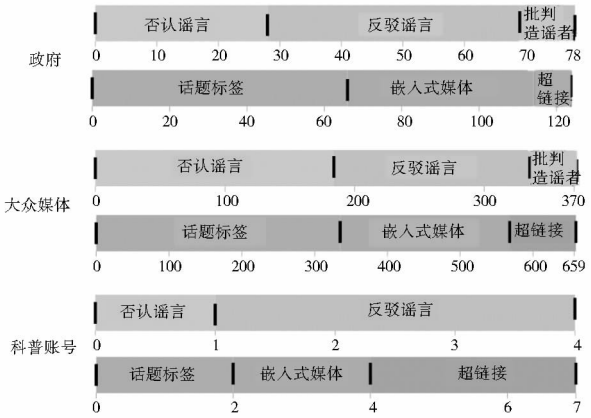 否认谣言 反驳谣言 批判造谣者
0 10 20 30 40 50 60 70 78
政府
话题标签 嵌入式媒体 超链接
0 20 40 60 80 100 120
否认谣言 反驳谣言 批判造谣者
0 100 200 300 370
大众媒体
话题标签 嵌入式媒体 超链接
0 100 200 300 400 500 600 659
否认谣言 反驳谣言
0 1 2 3 4
科普账号
话题标签 嵌入式媒体 超链接
0 2 4 6 7